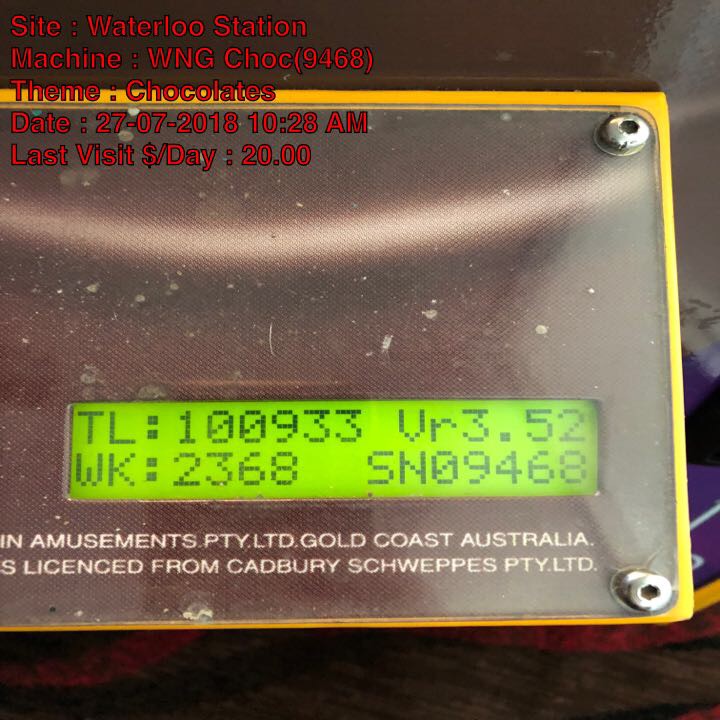 Site : Waterloo Station
Machine : WNG Choc(9468)
Theme : Chocolates
Date : 27-07-2018 10:28 AM
Last Visit $/Day : 20.00
TL:100933 Vr3.52
WK:2368 SN09468
IN AMUSEMENTS.PTY.LTD.GOLD COAST AUSTRALIA.
S LICENCED FROM CADBURY SCHWEPPES PTY.LTD.